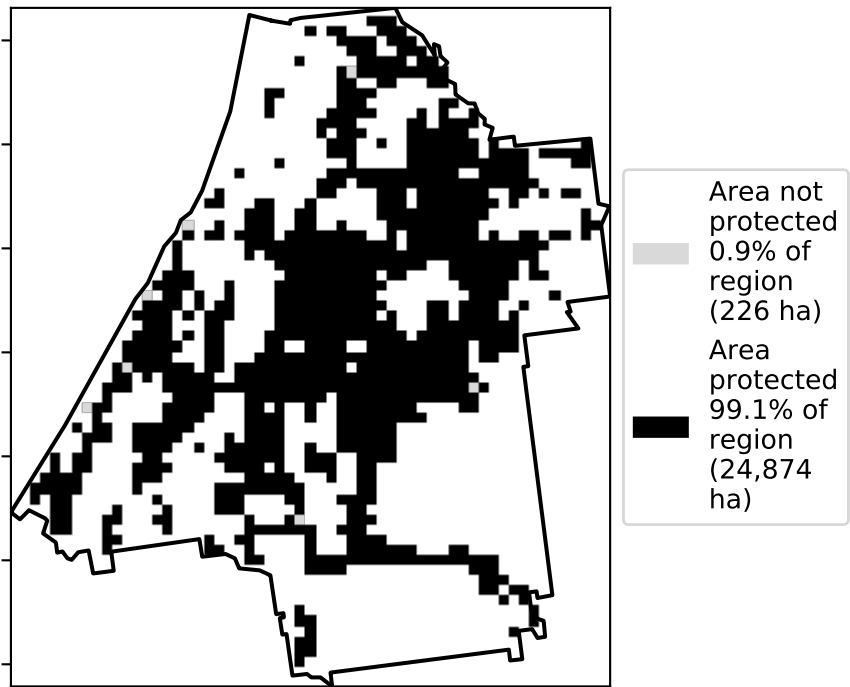 Area not
protected
0.9% of
region
(226 ha)
Area
protected
99.1% of
region
(24,874
ha)